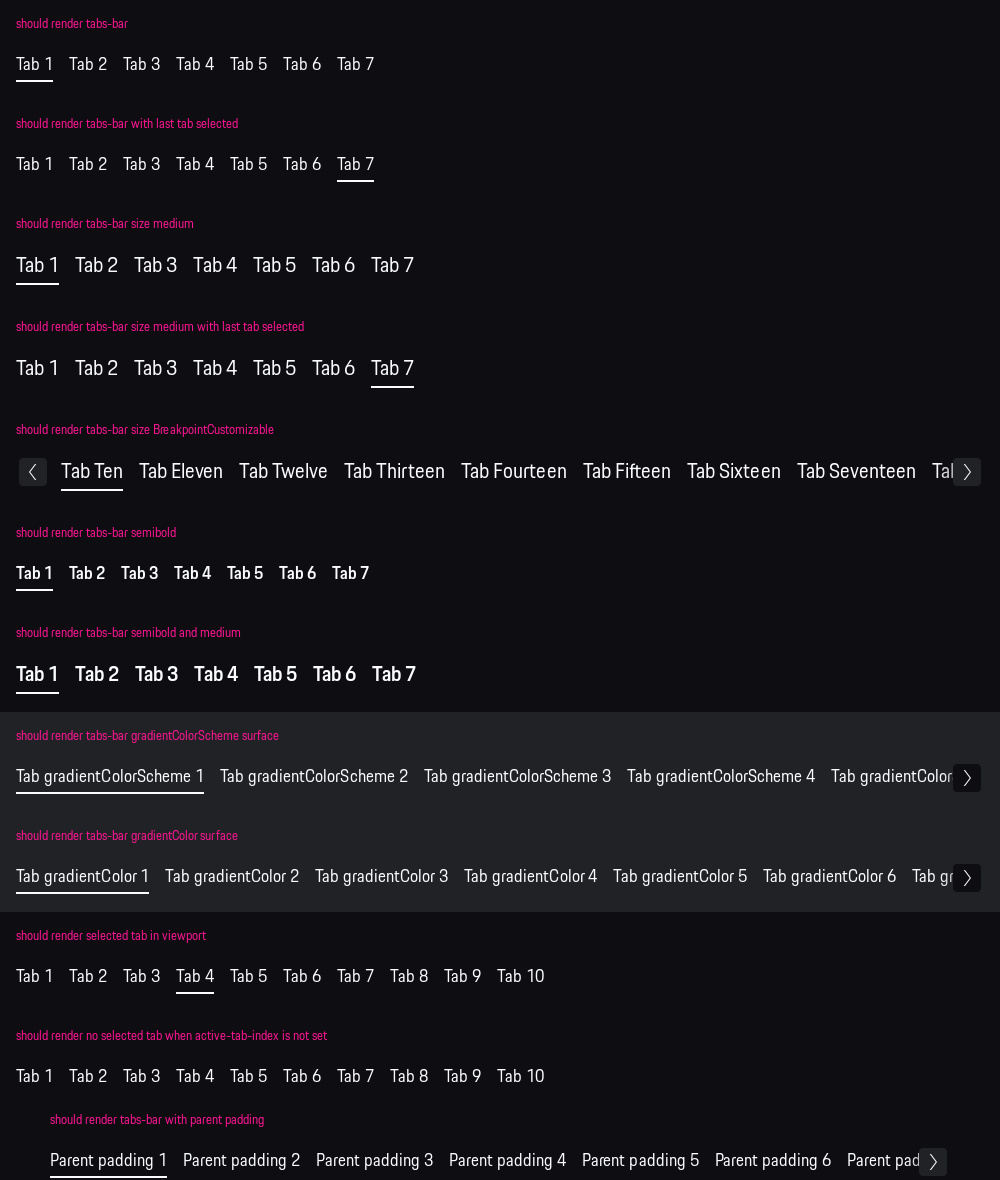 should render tabs-bar
Tab 1 Tab 2 Tab 3 Tab 4 Tab 5 Tab 6 Tab 7
should render tabs-bar with last tab selected
Tab 1 Tab 2 Tab 3 Tab 4 Tab 5 Tab 6 Tab 7
should render tabs-bar size medium
Tab 1 Tab 2 Tab 3 Tab 4 Tab 5 Tab 6 Tab 7
should render tabs-bar size medium with last tab selected
Tab 1 Tab 2 Tab 3 Tab 4 Tab 5 Tab 6 Tab 7
should render tabs-bar size BreakpointCustomizable
Tab Ten Tab Eleven Tab Twelve Tab Thirteen Tab Fourteen Tab Fifteen Tab Sixteen Tab Seventeen
should render tabs-bar semibold
Tab 1 Tab 2 Tab 3 Tab 4 Tab 5 Tab 6 Tab 7
should render tabs-bar semibold and medium
Tab 1 Tab 2 Tab 3 Tab 4 Tab 5 Tab 6 Tab 7
should render tabs-bar gradientColorScheme surface
Tab gradientColorScheme 1 Tab gradientColorScheme 2 Tab gradientColorScheme 3 Tab gradientColorScheme 4 Tab gradientColor
should render tabs-bar gradientColor surface
Tab gradientColor 1 Tab gradientColor 2 Tab gradientColor 3 Tab gradientColor 4 Tab gradientColor 5 Tab gradientColor 6 Tab gr
should render selected tab in viewport
Tab 1 Tab 2 Tab 3 Tab 4 Tab 5 Tab 6 Tab 7 Tab 8 Tab 9 Tab 10
should render no selected tab when active-tab-index is not set
Tab 1 Tab 2 Tab 3 Tab 4 Tab 5 Tab 6 Tab 7 Tab 8 Tab 9 Tab 10
should render tabs-bar with parent padding
Parent padding 1 Parent padding 2 Parent padding 3 Parent padding 4 Parent padding 5 Parent padding 6 Parent pad